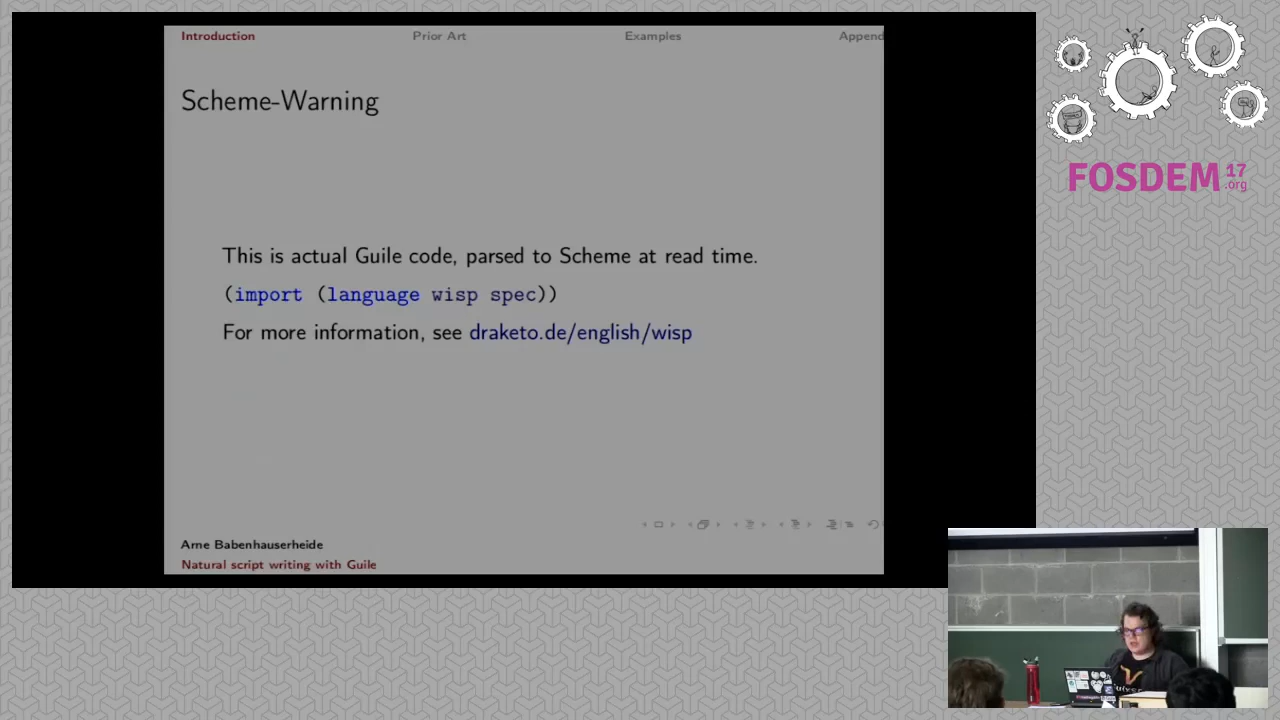 Introduction Prior Art Examples Append
Scheme-Warning
This is actual Guile code, parsed to Scheme at read time.
(import (language wisp spec))
For more information, see draketo.de/english/wisp
Arne Babenhauserheide
Natural script writing with Guile
FOSDEM 17
.org